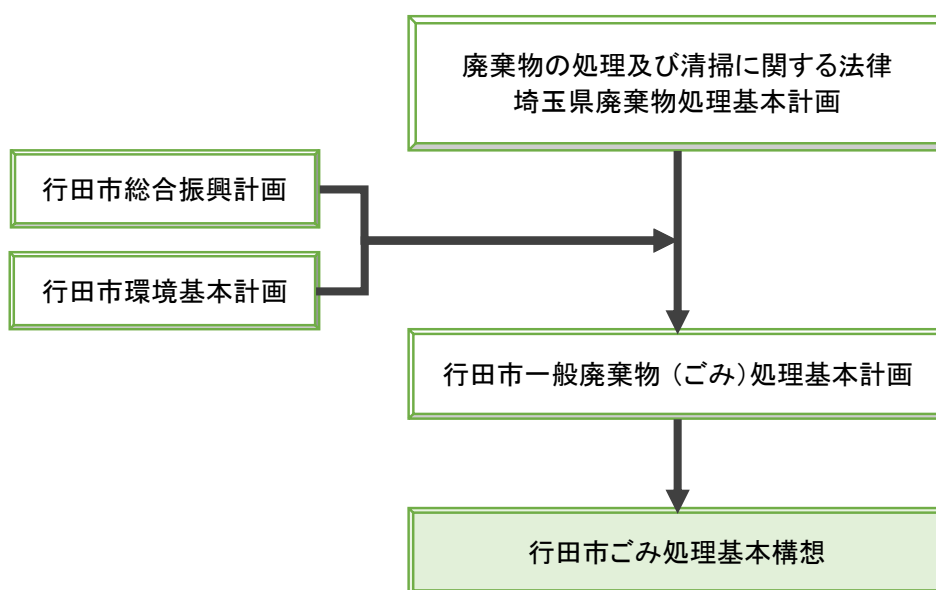 廃棄物の処理及び清掃に関する法律
埼玉県廃棄物処理基本計画
行田市総合振興計画
行田市環境基本計画
行田市一般廃棄物（ごみ）処理基本計画
行田市ごみ処理基本構想